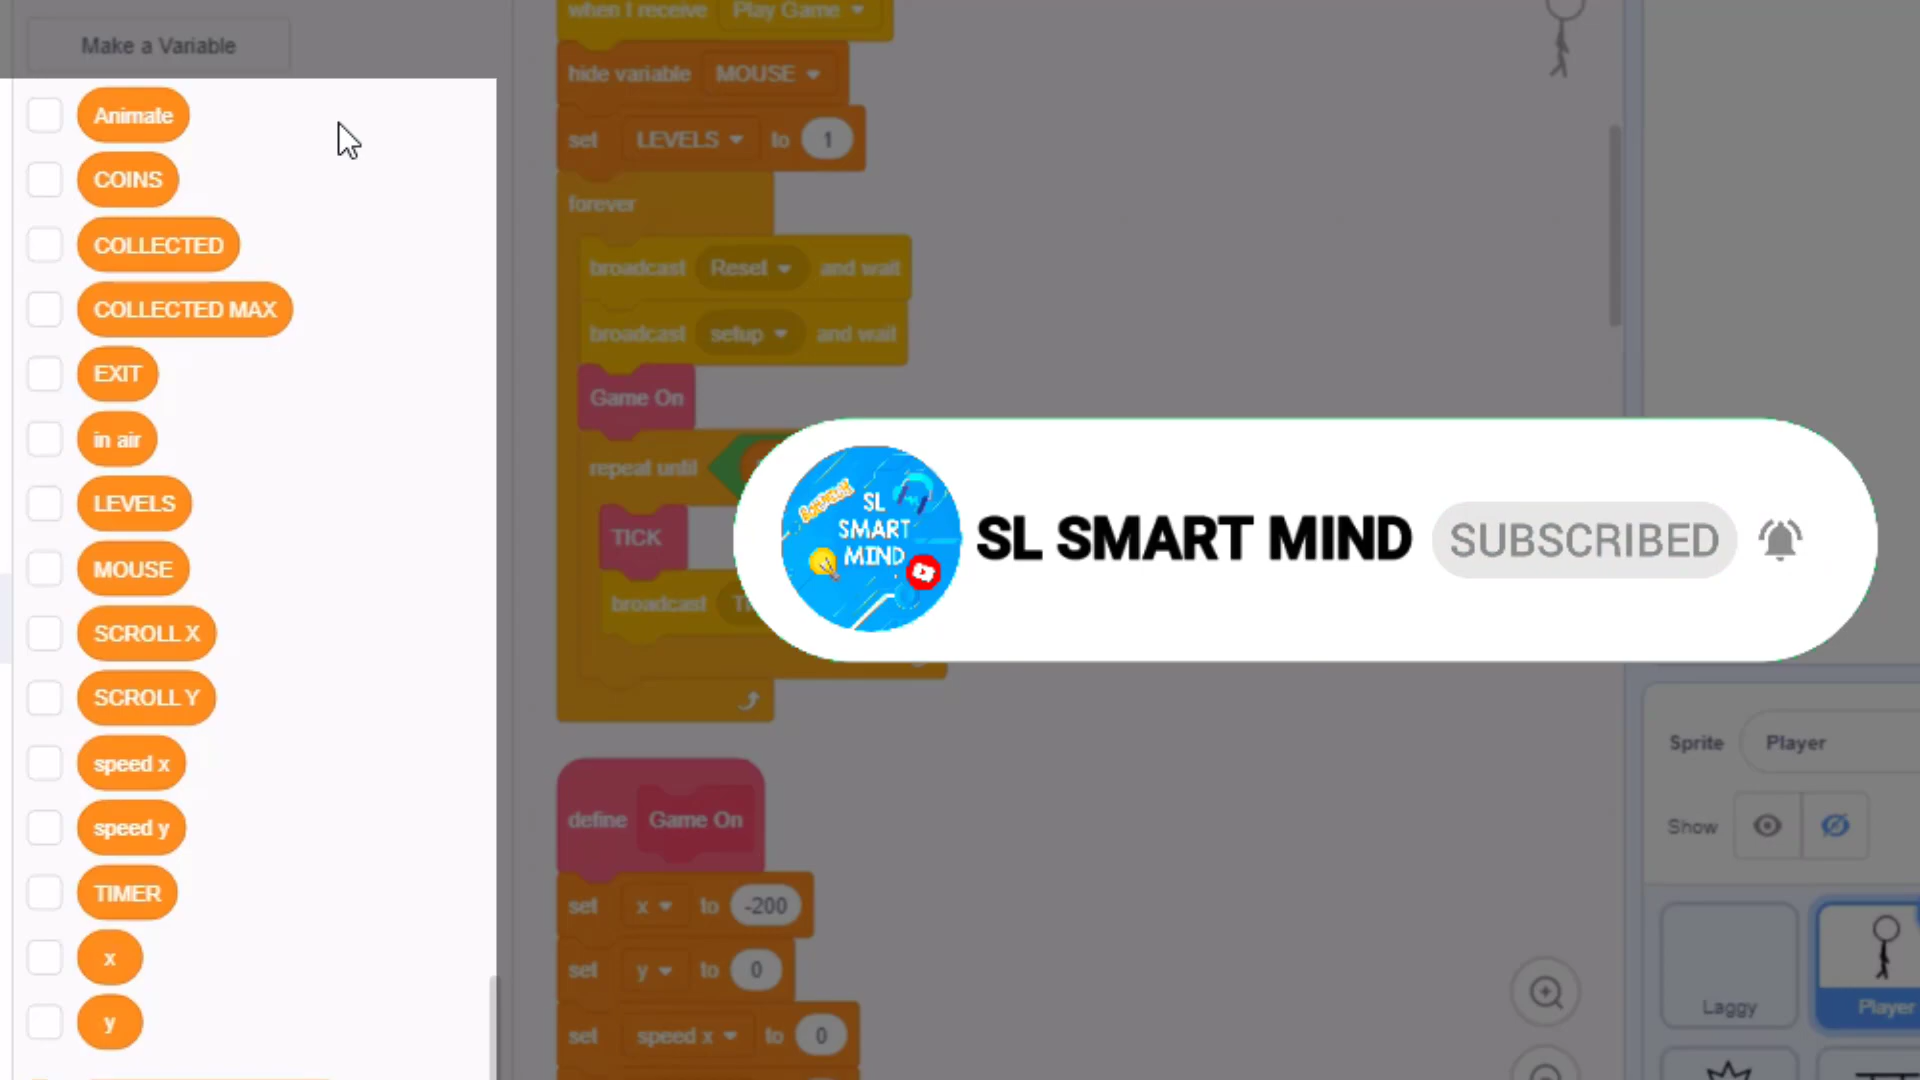 Make a Variable
Animate
COINS
COLLECTED
COLLECTED MAX
EXIT
in air
LEVELS
MOUSE
SCROLL X
SCROLL Y
speed x
speed y
TIMER
x
y
when I receive Play Game
hide variable MOUSE
set LEVELS to 1
forever
broadcast Reset and wait
broadcast setup and wait
Game On
repeat until
TICK
broadcast
define Game On
set x to -200
set y to 0
set speed x to 0
SL
SMART
MIND
SL SMART MIND SUBSCRIBED
Sprite Player
Show
Laggy
Player